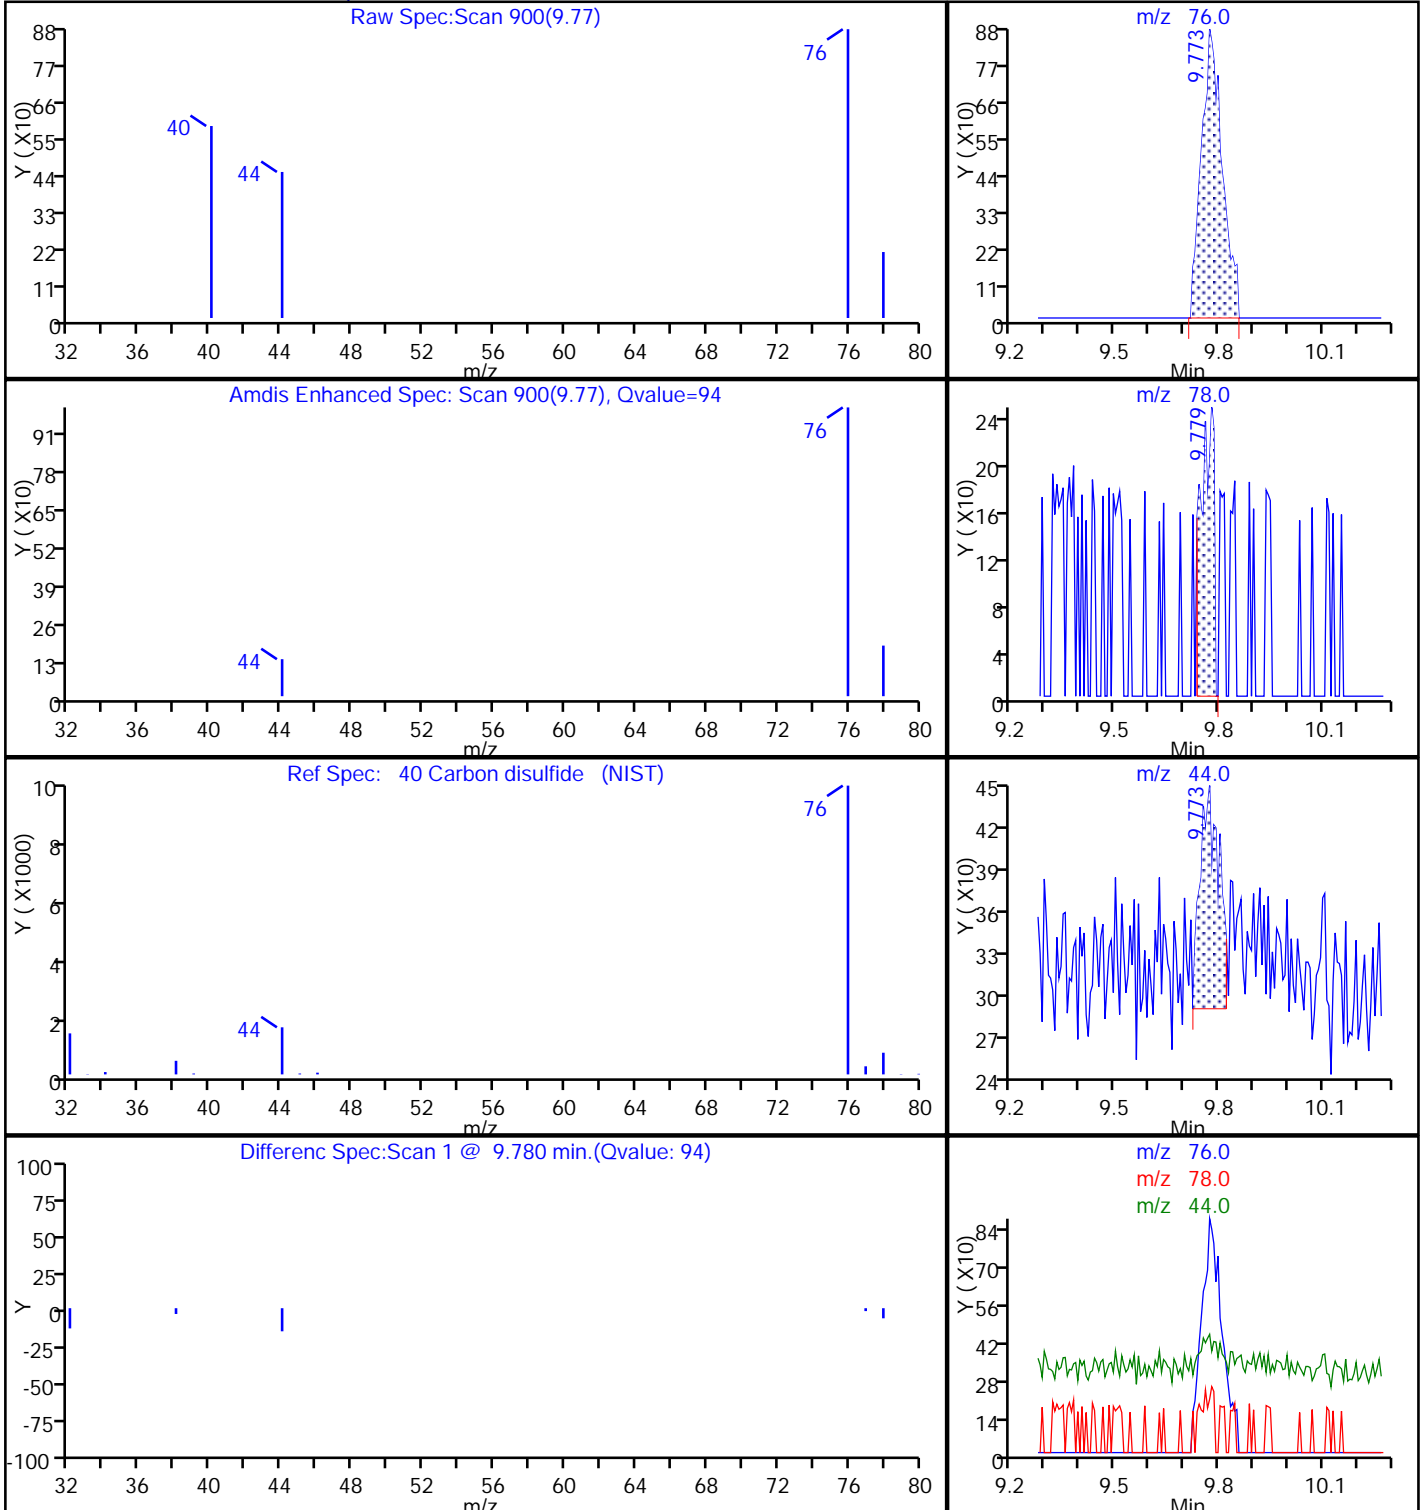 Raw Spec:Scan 900(9.77)
88
77
66
55
44
33
22
11
0
Y ( X10)
40
44
76
32 36 40 44 48 52 56 60 64 68 72 76 80
m/z
m/z 76.0
88
77
66
55
44
33
22
11
0
Y ( X10)
9.773
9.2 9.5 9.8 10.1
Min
Amdis Enhanced Spec: Scan 900(9.77), Qvalue=94
91
78
65
52
39
26
13
0
Y ( X10)
44
76
32 36 40 44 48 52 56 60 64 68 72 76 80
m/z
m/z 78.0
24
20
16
12
8
4
0
Y ( X10)
9.779
9.2 9.5 9.8 10.1
Min
Ref Spec: 40 Carbon disulfide (NIST)
10
8
6
4
2
0
Y ( X1000)
44
76
32 36 40 44 48 52 56 60 64 68 72 76 80
m/z
m/z 44.0
45
42
39
36
33
30
27
24
Y ( X10)
9.773
9.2 9.5 9.8 10.1
Min
Differenc Spec:Scan 1 @ 9.780 min.(Qvalue: 94)
100
75
50
25
0
-25
-50
-75
-100
Y
32 36 40 44 48 52 56 60 64 68 72 76 80
m/z
m/z 76.0
m/z 78.0
m/z 44.0
84
70
56
42
28
14
0
Y ( X10)
9.2 9.5 9.8 10.1
Min